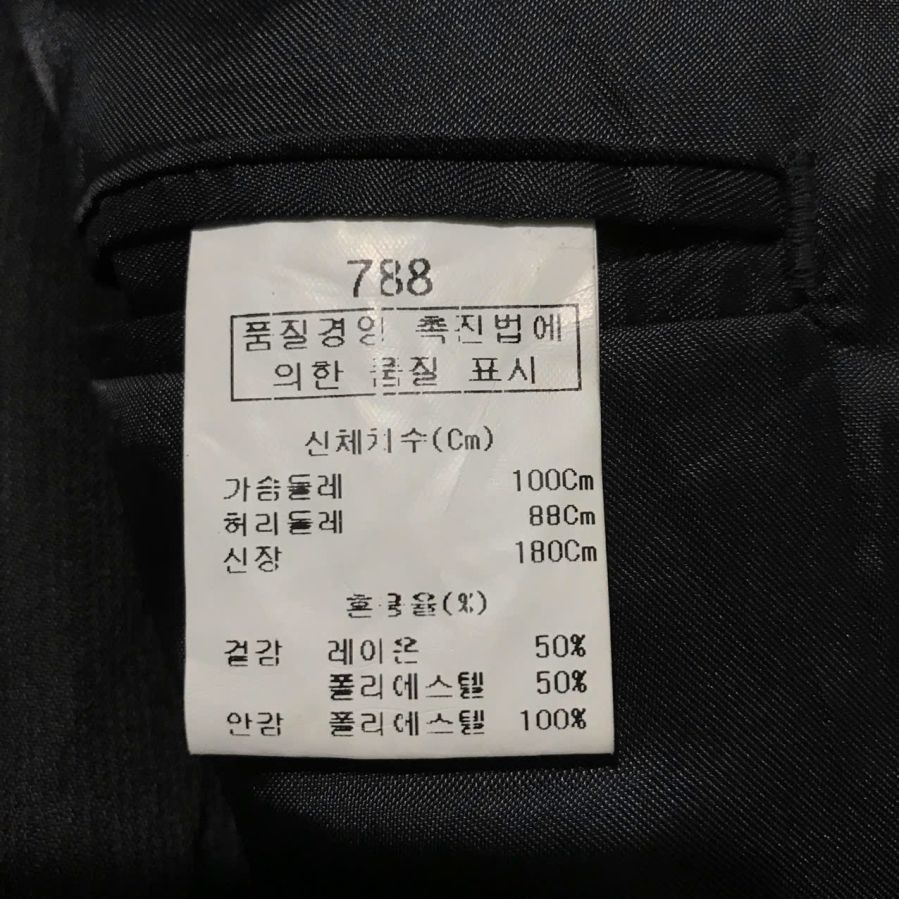 788
품질경영 촉진법에
의한 품질 표시
신체치수(Cm)
가슴둘레 100Cm
허리둘레 88Cm
신장 180Cm
혼용율(%)
겉감 레이온 50%
폴리에스텔 50%
안감 폴리에스텔 100%